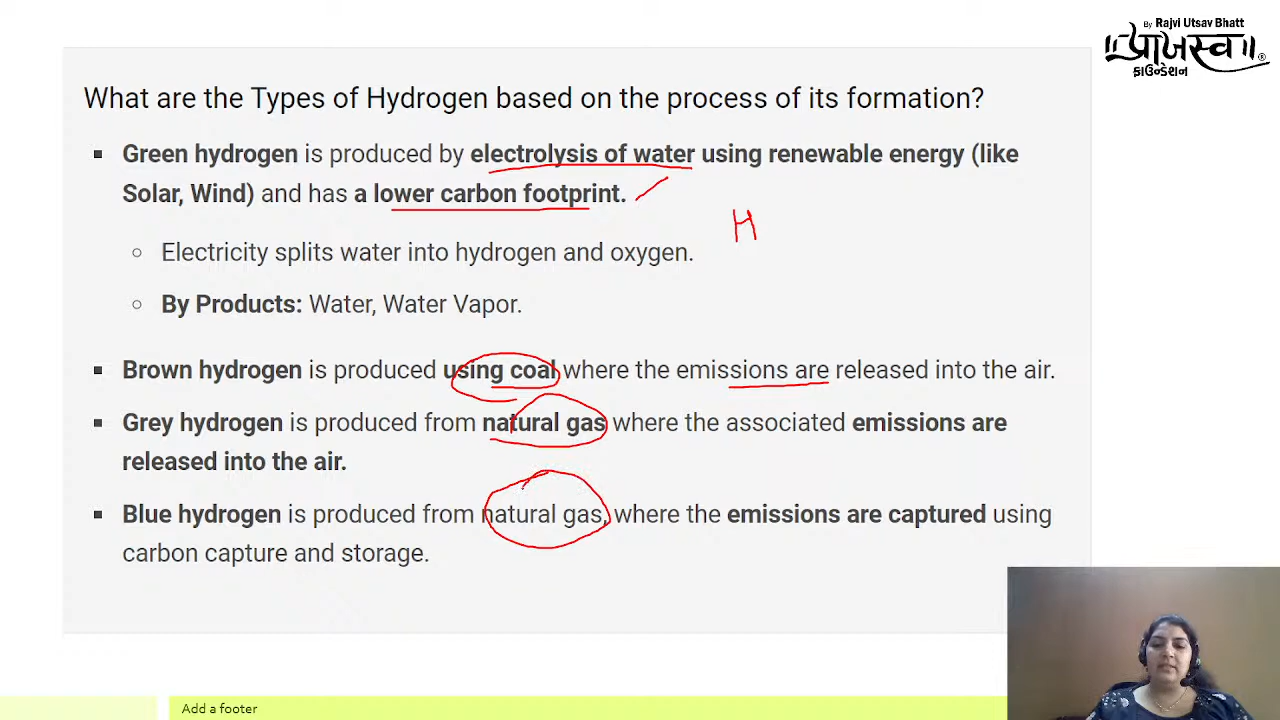 By Rajvi Utsav Bhatt
॥प्राजस्व॥
ફાઉન્ડેશન
What are the Types of Hydrogen based on the process of its formation?
▪ Green hydrogen is produced by electrolysis of water using renewable energy (like
Solar, Wind) and has a lower carbon footprint.
H
○ Electricity splits water into hydrogen and oxygen.
○ By Products: Water, Water Vapor.
▪ Brown hydrogen is produced using coal where the emissions are released into the air.
▪ Grey hydrogen is produced from natural gas where the associated emissions are
released into the air.
▪ Blue hydrogen is produced from natural gas, where the emissions are captured using
carbon capture and storage.
Add a footer